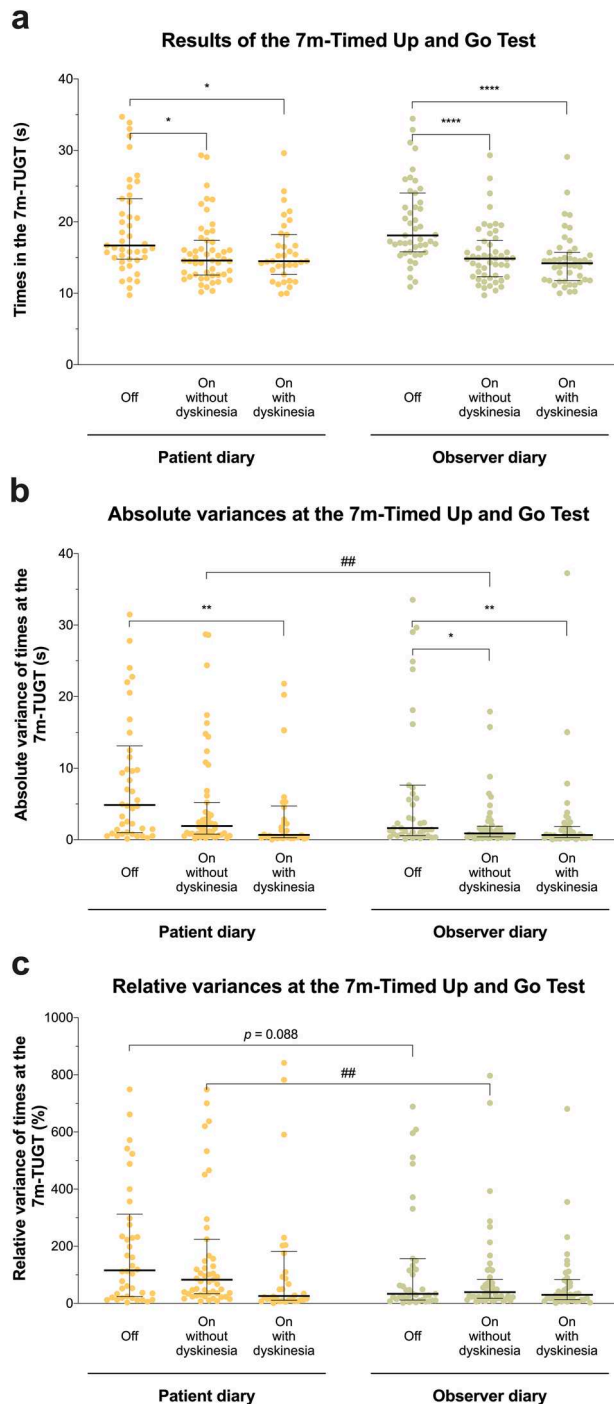 a
Results of the 7m-Timed Up and Go Test
Times in the 7m-TUGT (s)
40
30
20
10
0
*
*
****
****
Off
On without dyskinesia
On with dyskinesia
Off
On without dyskinesia
On with dyskinesia
Patient diary
Observer diary
b
Absolute variances at the 7m-Timed Up and Go Test
Absolute variance of times at the
7m-TUGT (s)
40
30
20
10
0
##
**
**
*
Off
On without dyskinesia
On with dyskinesia
Off
On without dyskinesia
On with dyskinesia
Patient diary
Observer diary
c
Relative variances at the 7m-Timed Up and Go Test
Relative variance of times at the
7m-TUGT (%)
1000
800
600
400
200
0
p = 0.088
##
Off
On without dyskinesia
On with dyskinesia
Off
On without dyskinesia
On with dyskinesia
Patient diary
Observer diary